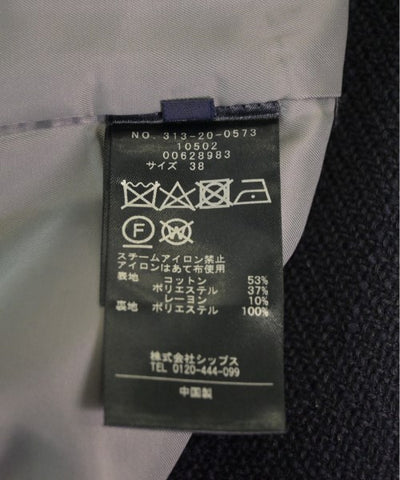 NO. 313-20-0573
10502
00628983
サイズ 38
F W
スチームアイロン禁止
アイロンはあて布使用
表地 コットン 53%
ポリエステル 37%
レーヨン 10%
裏地 ポリエステル 100%
株式会社シップス
TEL 0120-444-099
中国製